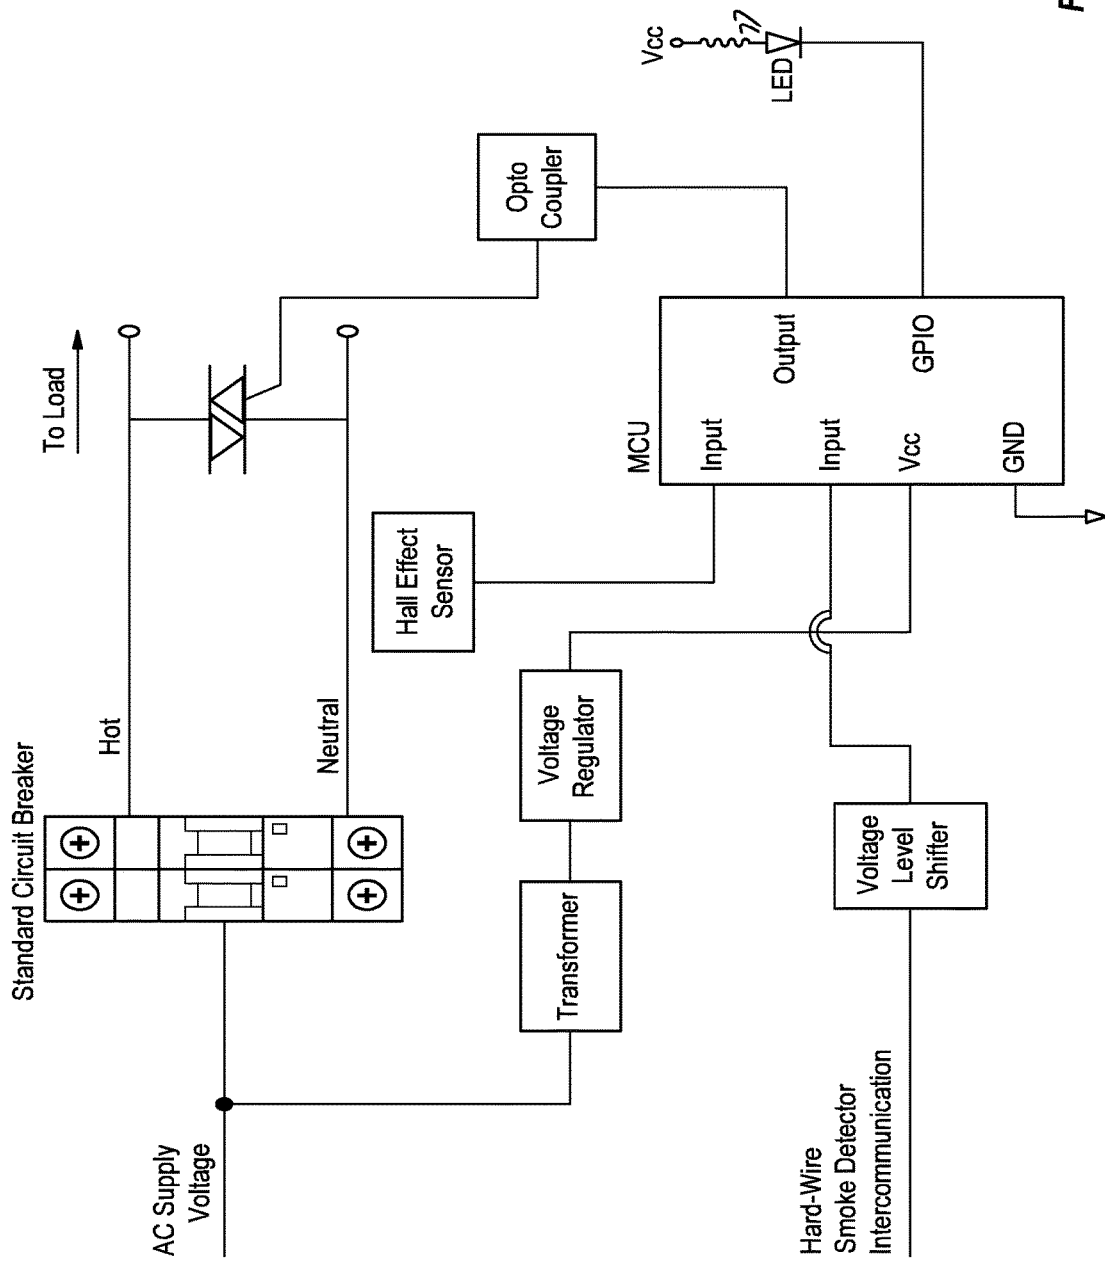 Standard Circuit Breaker
Hot
Neutral
To Load
AC Supply
Voltage
Transformer
Voltage
Regulator
Hall Effect
Sensor
Opto
Coupler
Vcc
LED
MCU
Input
Input
Vcc
GND
Output
GPIO
Voltage
Level
Shifter
Hard-Wire
Smoke Detector
Intercommunication